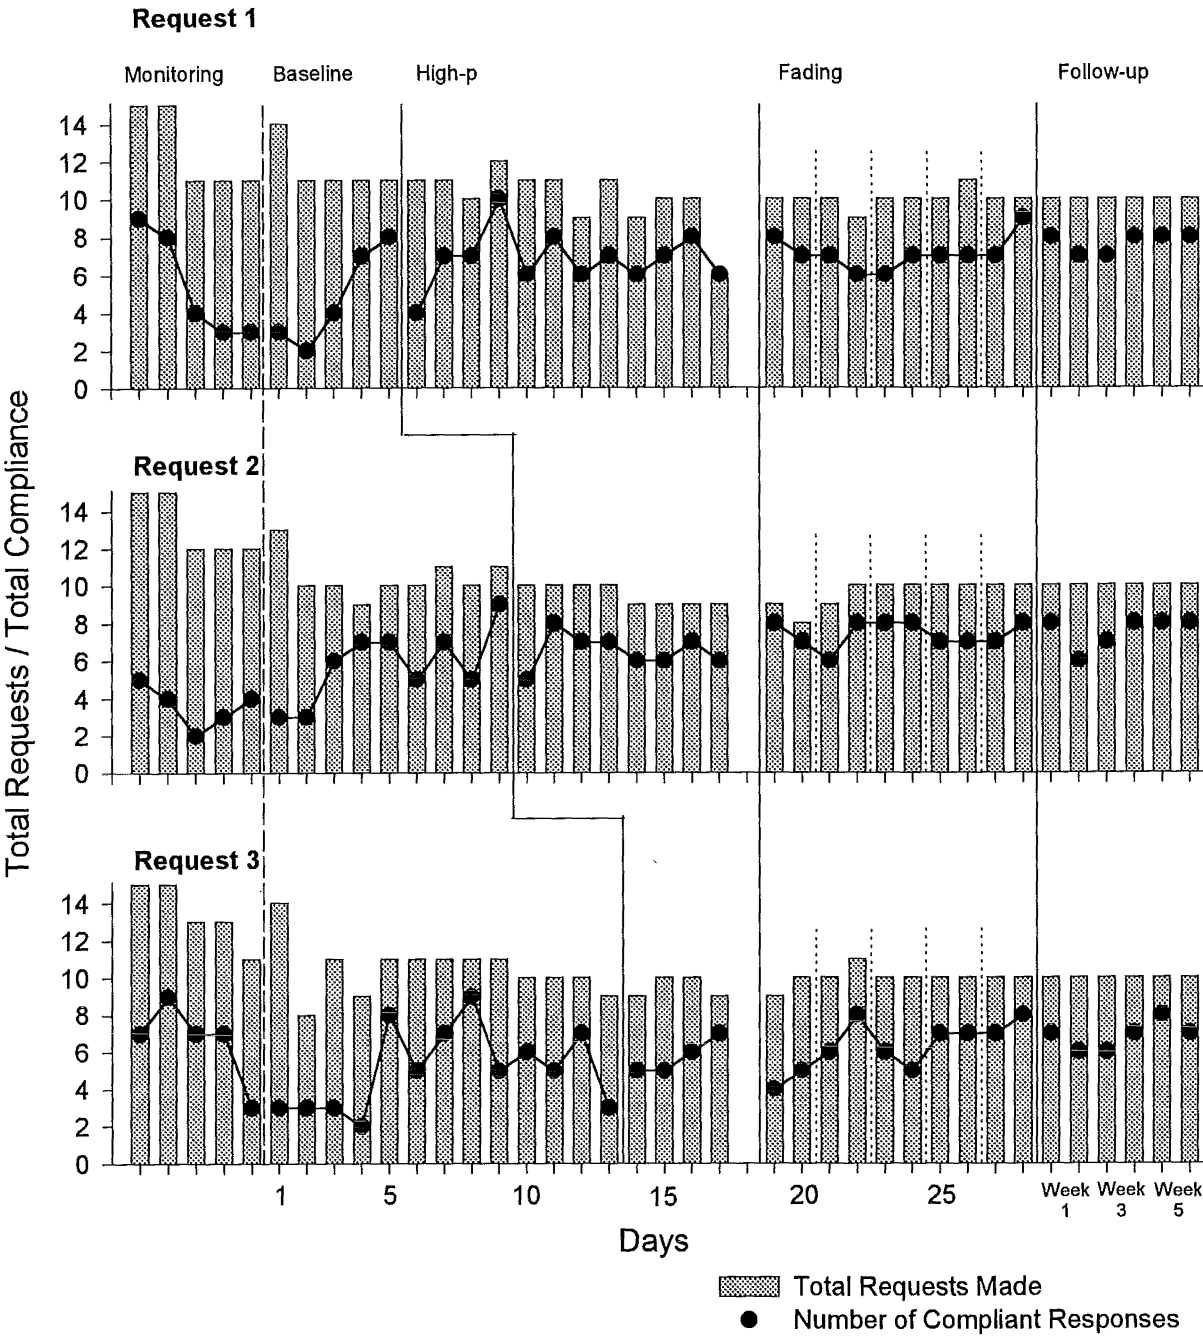 Request 1
Monitoring Baseline High-p Fading Follow-up
14
12
10
8
6
4
2
0
Total Requests / Total Compliance
Request 2
14
12
10
8
6
4
2
0
Request 3
14
12
10
8
6
4
2
0
1 5 10 15 20 25 Week 1 Week 3 Week 5
Days
Total Requests Made
Number of Compliant Responses